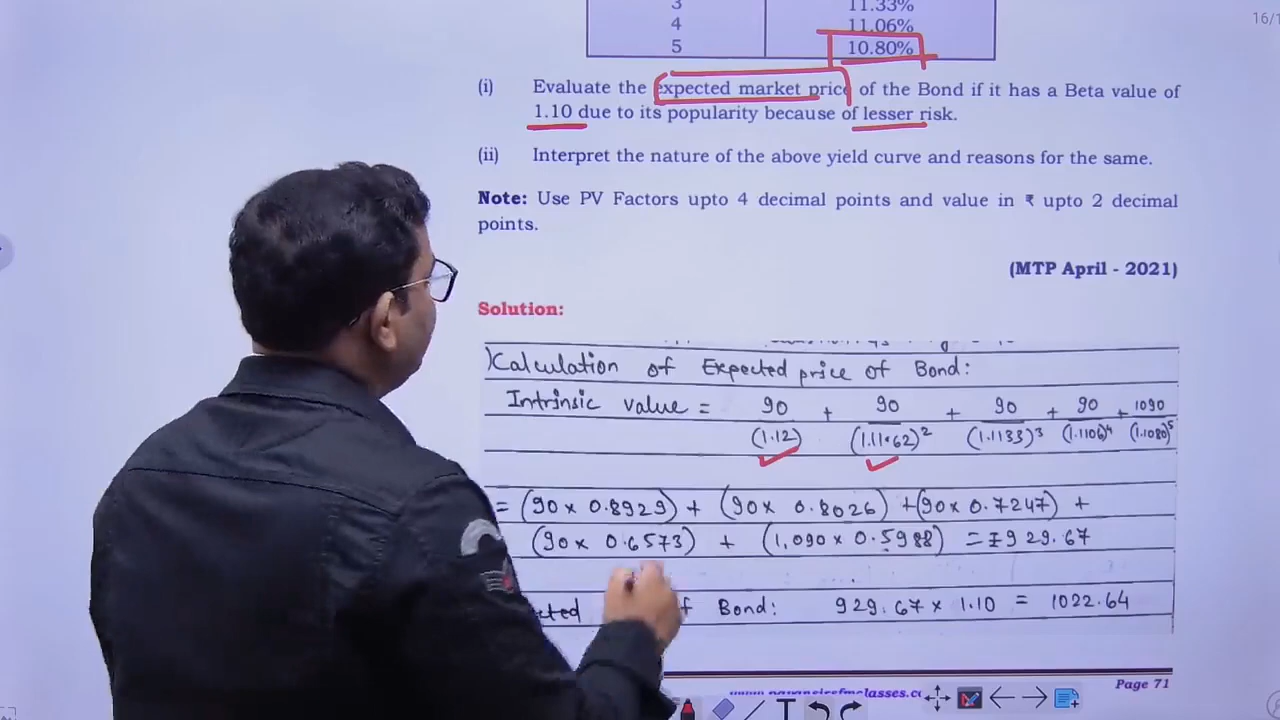 16/1
3 11.33%
4 11.06%
5 10.80%
(i) Evaluate the expected market price of the Bond if it has a Beta value of
1.10 due to its popularity because of lesser risk.
(ii) Interpret the nature of the above yield curve and reasons for the same.
Note: Use PV Factors upto 4 decimal points and value in ₹ upto 2 decimal
points.
(MTP April - 2021)
Solution:
)Calculation of Expected price of Bond:
Intrinsic value = 90 + 90 + 90 + 90 + 1090
(1.12) (1.1162)² (1.1133)³ (1.1106)⁴ (1.1080)⁵
= (90 x 0.8929) + (90 x 0.8026) + (90 x 0.7247) +
(90 x 0.6573) + (1,090 x 0.5988) = ₹929.67
of Bond: 929.67 x 1.10 = 1022.64
Page 71
T